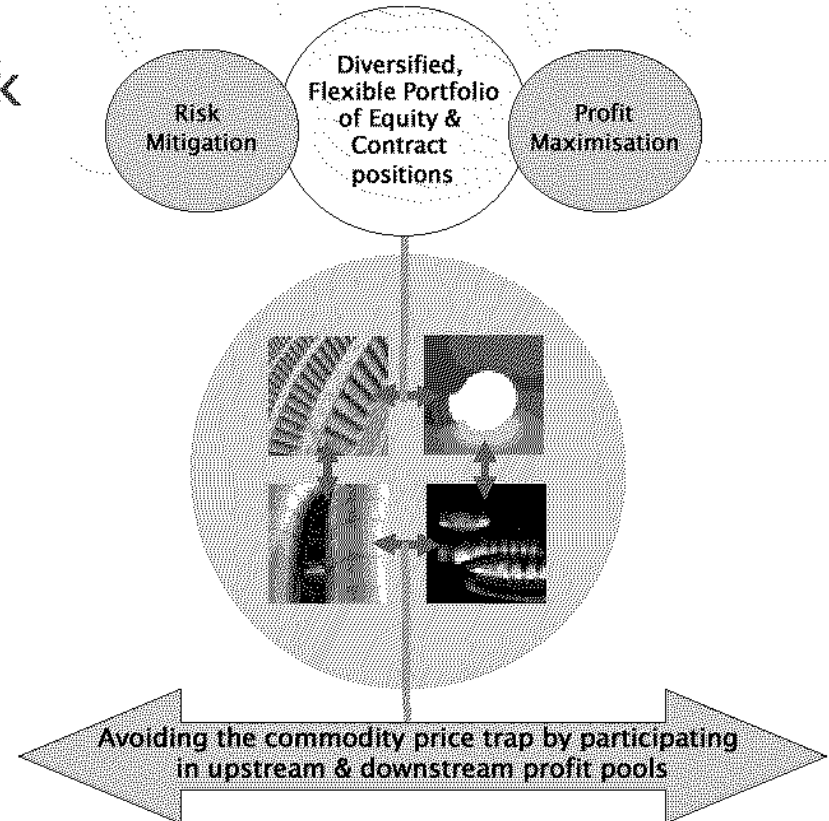 Risk
Mitigation
Diversified,
Flexible Portfolio
of Equity &
Contract
positions
Profit
Maximisation
Avoiding the commodity price trap by participating
in upstream & downstream profit pools